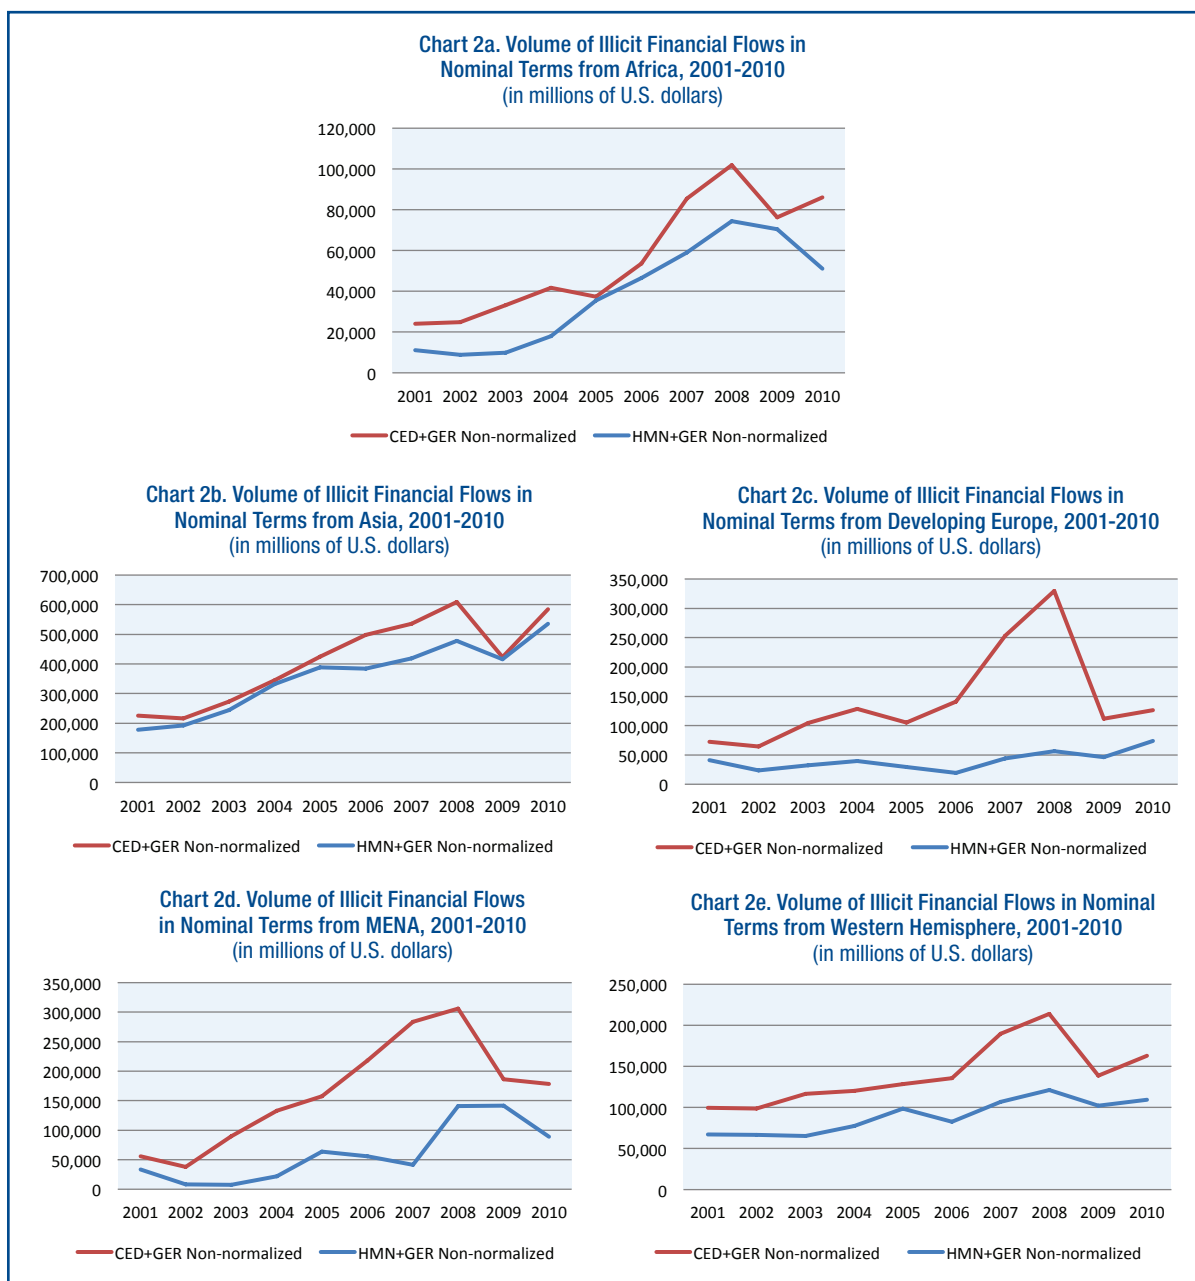 Chart 2a. Volume of Illicit Financial Flows in
Nominal Terms from Africa, 2001-2010
(in millions of U.S. dollars)
120,000
100,000
80,000
60,000
40,000
20,000
0
2001 2002 2003 2004 2005 2006 2007 2008 2009 2010
CED+GER Non-normalized HMN+GER Non-normalized
Chart 2b. Volume of Illicit Financial Flows in
Nominal Terms from Asia, 2001-2010
(in millions of U.S. dollars)
700,000
600,000
500,000
400,000
300,000
200,000
100,000
0
2001 2002 2003 2004 2005 2006 2007 2008 2009 2010
CED+GER Non-normalized HMN+GER Non-normalized
Chart 2c. Volume of Illicit Financial Flows in
Nominal Terms from Developing Europe, 2001-2010
(in millions of U.S. dollars)
350,000
300,000
250,000
200,000
150,000
100,000
50,000
0
2001 2002 2003 2004 2005 2006 2007 2008 2009 2010
CED+GER Non-normalized HMN+GER Non-normalized
Chart 2d. Volume of Illicit Financial Flows
in Nominal Terms from MENA, 2001-2010
(in millions of U.S. dollars)
350,000
300,000
250,000
200,000
150,000
100,000
50,000
0
2001 2002 2003 2004 2005 2006 2007 2008 2009 2010
CED+GER Non-normalized HMN+GER Non-normalized
Chart 2e. Volume of Illicit Financial Flows in Nominal
Terms from Western Hemisphere, 2001-2010
(in millions of U.S. dollars)
250,000
200,000
150,000
100,000
50,000
0
2001 2002 2003 2004 2005 2006 2007 2008 2009 2010
CED+GER Non-normalized HMN+GER Non-normalized